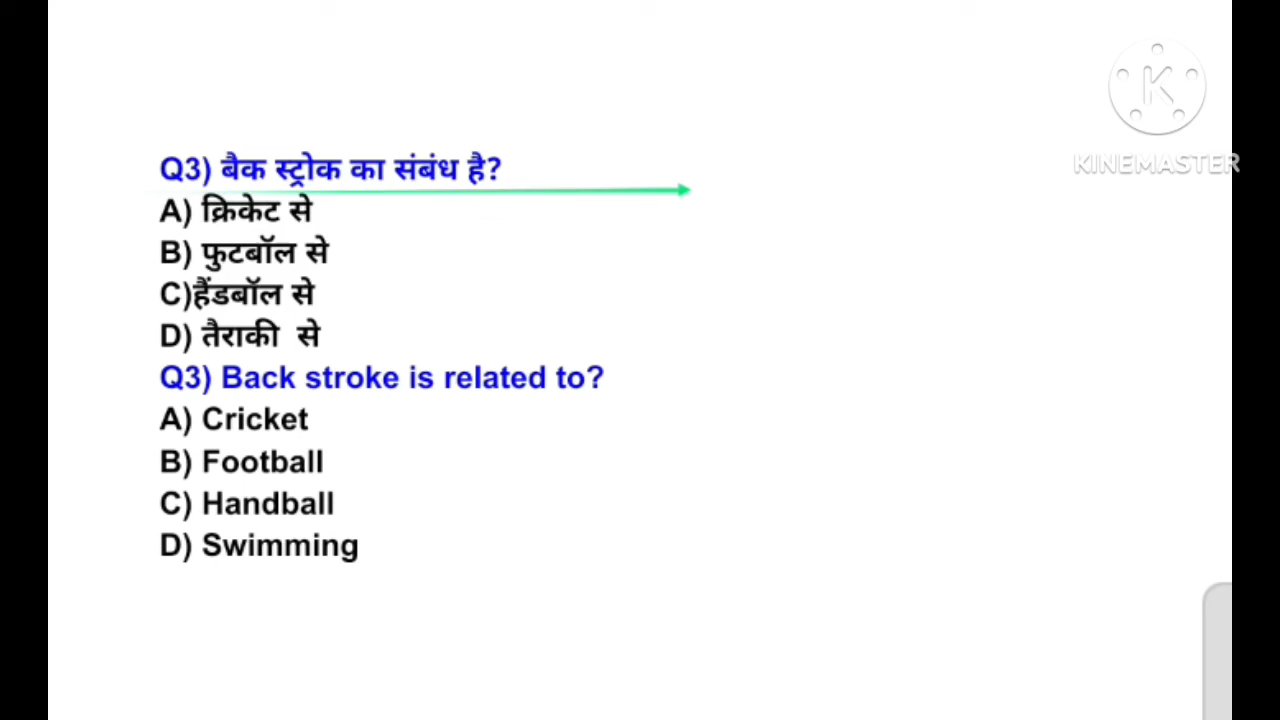 K
KINEMASTER
Q3) बैक स्ट्रोक का संबंध है?
A) क्रिकेट से
B) फुटबॉल से
C)हैंडबॉल से
D) तैराकी से
Q3) Back stroke is related to?
A) Cricket
B) Football
C) Handball
D) Swimming